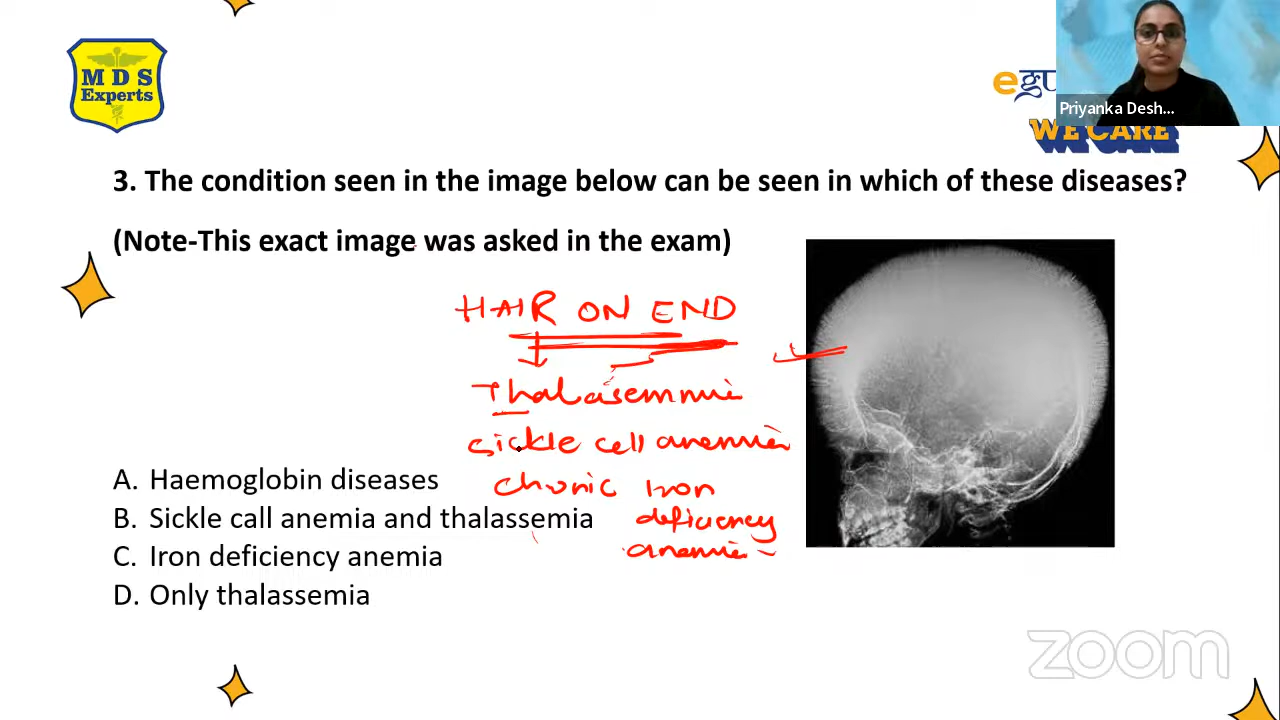 MDS
Experts
eगु
WE CARE
Priyanka Desh...
3. The condition seen in the image below can be seen in which of these diseases?
(Note-This exact image was asked in the exam)
HAIR ON END
Thalasemmie
Sickle cell anemia
chronic Iron
deficiency
anemia
A. Haemoglobin diseases
B. Sickle call anemia and thalassemia
C. Iron deficiency anemia
D. Only thalassemia
zoom